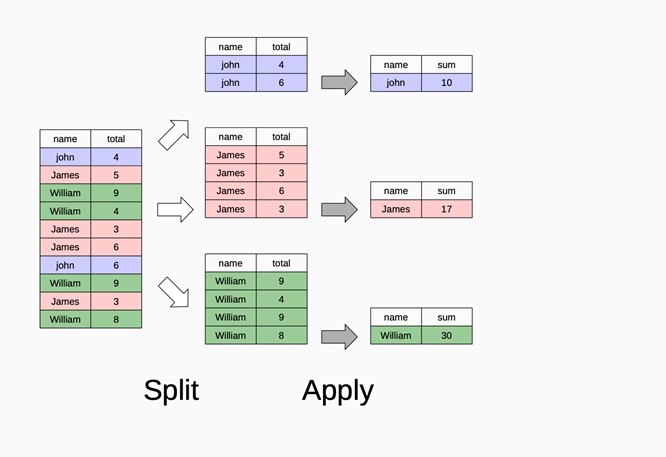 name total
john 4
James 5
William 9
William 4
James 3
James 6
john 6
William 9
James 3
William 8
name total
john 4
john 6
name sum
john 10
name total
James 5
James 3
James 6
James 3
name sum
James 17
name total
William 9
William 4
William 9
William 8
name sum
William 30
Split Apply